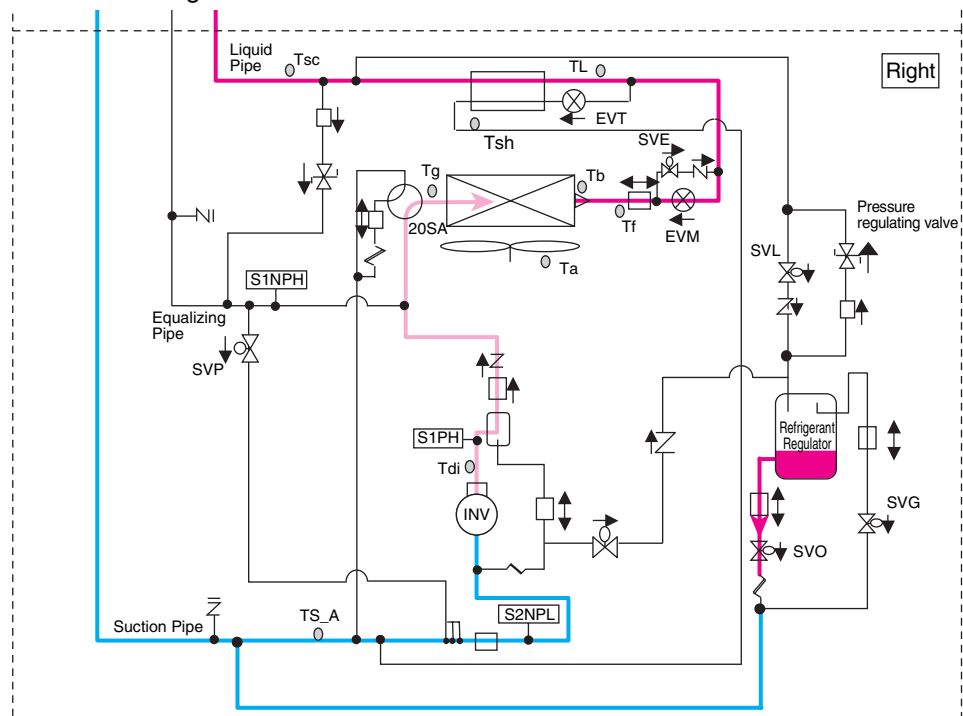 Liquid
Pipe
Tsc
TL
Right
EVT
Tsh
SVE
Tg
Tb
20SA
Tf
EVM
Pressure
regulating valve
Ta
SVL
S1NPH
Equalizing
Pipe
SVP
Refrigerant
Regulator
S1PH
Tdi
INV
SVG
SVO
S2NPL
TS_A
Suction Pipe